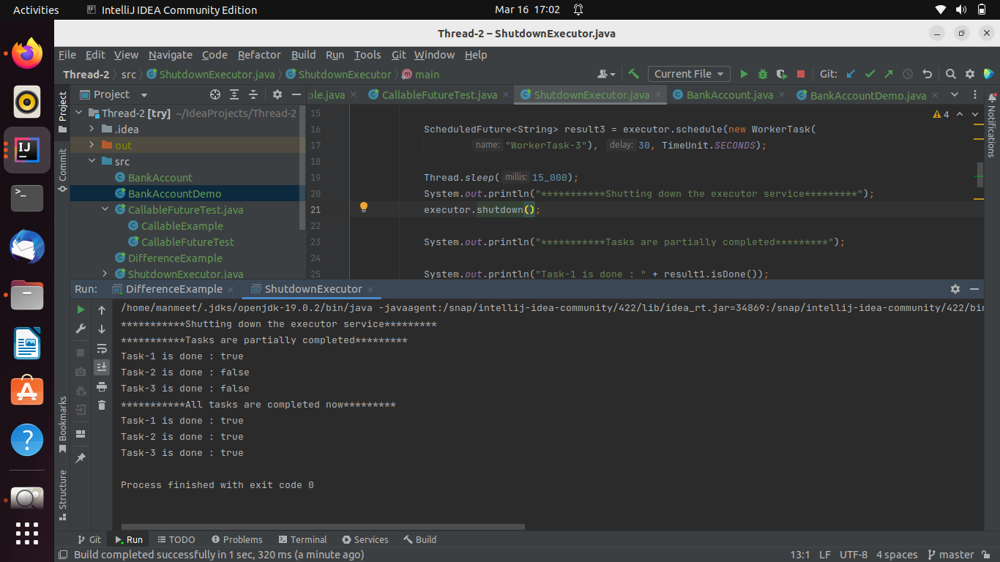 Activities IntelliJ IDEA Community Edition Mar 16 17:02
Thread-2 – ShutdownExecutor.java
File Edit View Navigate Code Refactor Build Run Tools Git Window Help
Thread-2 src ShutdownExecutor.java ShutdownExecutor main Current File Git:
Project
Project
ple.java CallableFutureTest.java ShutdownExecutor.java BankAccount.java BankAccountDemo.java
Notifications
Thread-2 [try] ~/IdeaProjects/Thread-2
.idea
out
src
BankAccount
BankAccountDemo
CallableFutureTest.java
CallableExample
CallableFutureTest
DifferenceExample
ShutdownExecutor.java
Commit
15
4
16 ScheduledFuture<String> result3 = executor.schedule(new WorkerTask(
17 name: "WorkerTask-3"), delay: 30, TimeUnit.SECONDS);
18
19 Thread.sleep( millis: 15_000);
20 System.out.println("***********Shutting down the executor service*********");
21 executor.shutdown();
22
23 System.out.println("***********Tasks are partially completed*********");
24
25 System.out.println("Task-1 is done : " + result1.isDone());
Run: DifferenceExample ShutdownExecutor
/home/manmeet/.jdks/openjdk-19.0.2/bin/java -javaagent:/snap/intellij-idea-community/422/lib/idea_rt.jar=34869:/snap/intellij-idea-community/422/bin
***********Shutting down the executor service*********
***********Tasks are partially completed*********
Task-1 is done : true
Task-2 is done : false
Task-3 is done : false
***********All tasks are completed now*********
Task-1 is done : true
Task-2 is done : true
Task-3 is done : true
Process finished with exit code 0
Bookmarks
Structure
Git Run TODO Problems Terminal Services Build
Build completed successfully in 1 sec, 320 ms (a minute ago) 13:1 LF UTF-8 4 spaces master